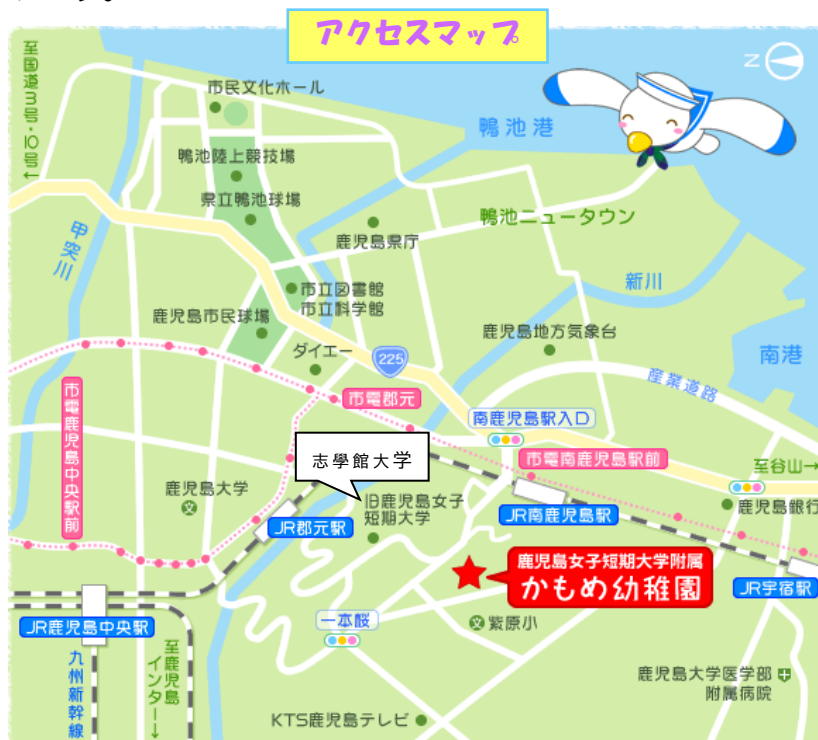 アクセスマップ
至国道3号・10号←
N
市民文化ホール
鴨池港
鴨池陸上競技場
県立鴨池球場
鴨池ニュータウン
鹿児島県庁
甲突川
新川
市立図書館
市立科学館
鹿児島市民球場
鹿児島地方気象台
ダイエー
225
南港
産業道路
市電郡元
南鹿児島駅入口
市電鹿児島中央駅前
志學館大学
市電南鹿児島駅前
至谷山→
鹿児島大学
文
旧鹿児島女子
短期大学
JR南鹿児島駅
鹿児島銀行
JR郡元駅
鹿児島女子短期大学附属
かもめ幼稚園
JR宇宿駅
JR鹿児島中央駅
一本桜
文 紫原小
九州新幹線
至鹿児島
インター→
鹿児島大学医学部
附属病院
KTS鹿児島テレビ